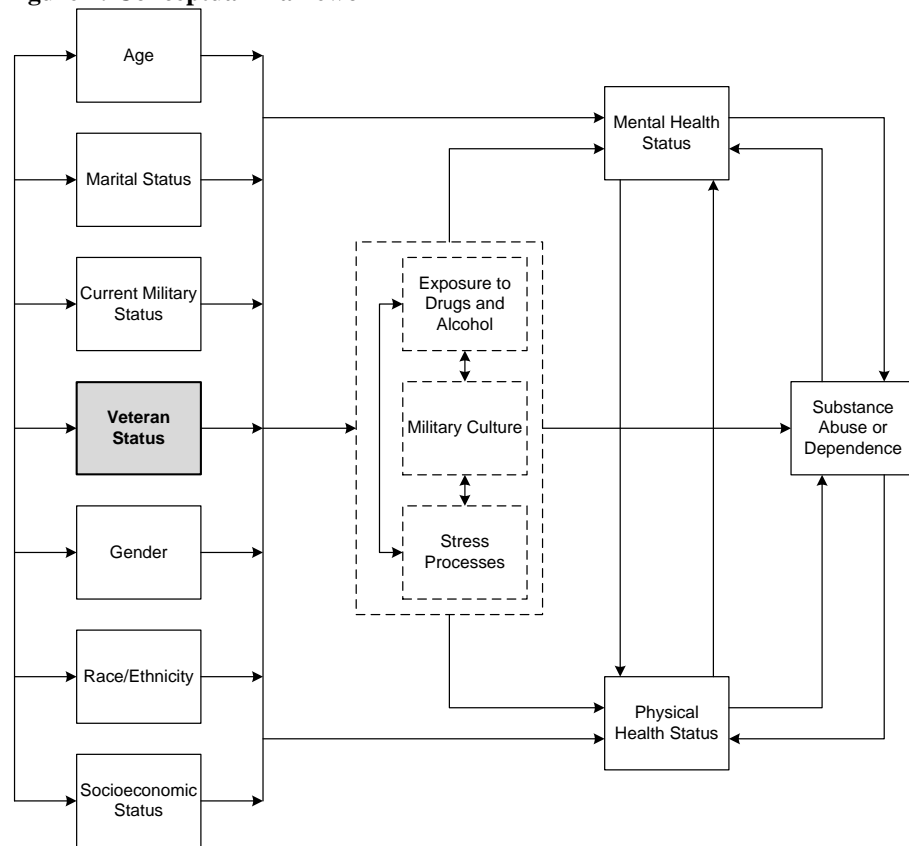 Age
Marital Status
Current Military
Status
Veteran
Status
Gender
Race/Ethnicity
Socioeconomic
Status
Exposure to
Drugs and
Alcohol
Military Culture
Stress
Processes
Mental Health
Status
Physical
Health Status
Substance
Abuse or
Dependence